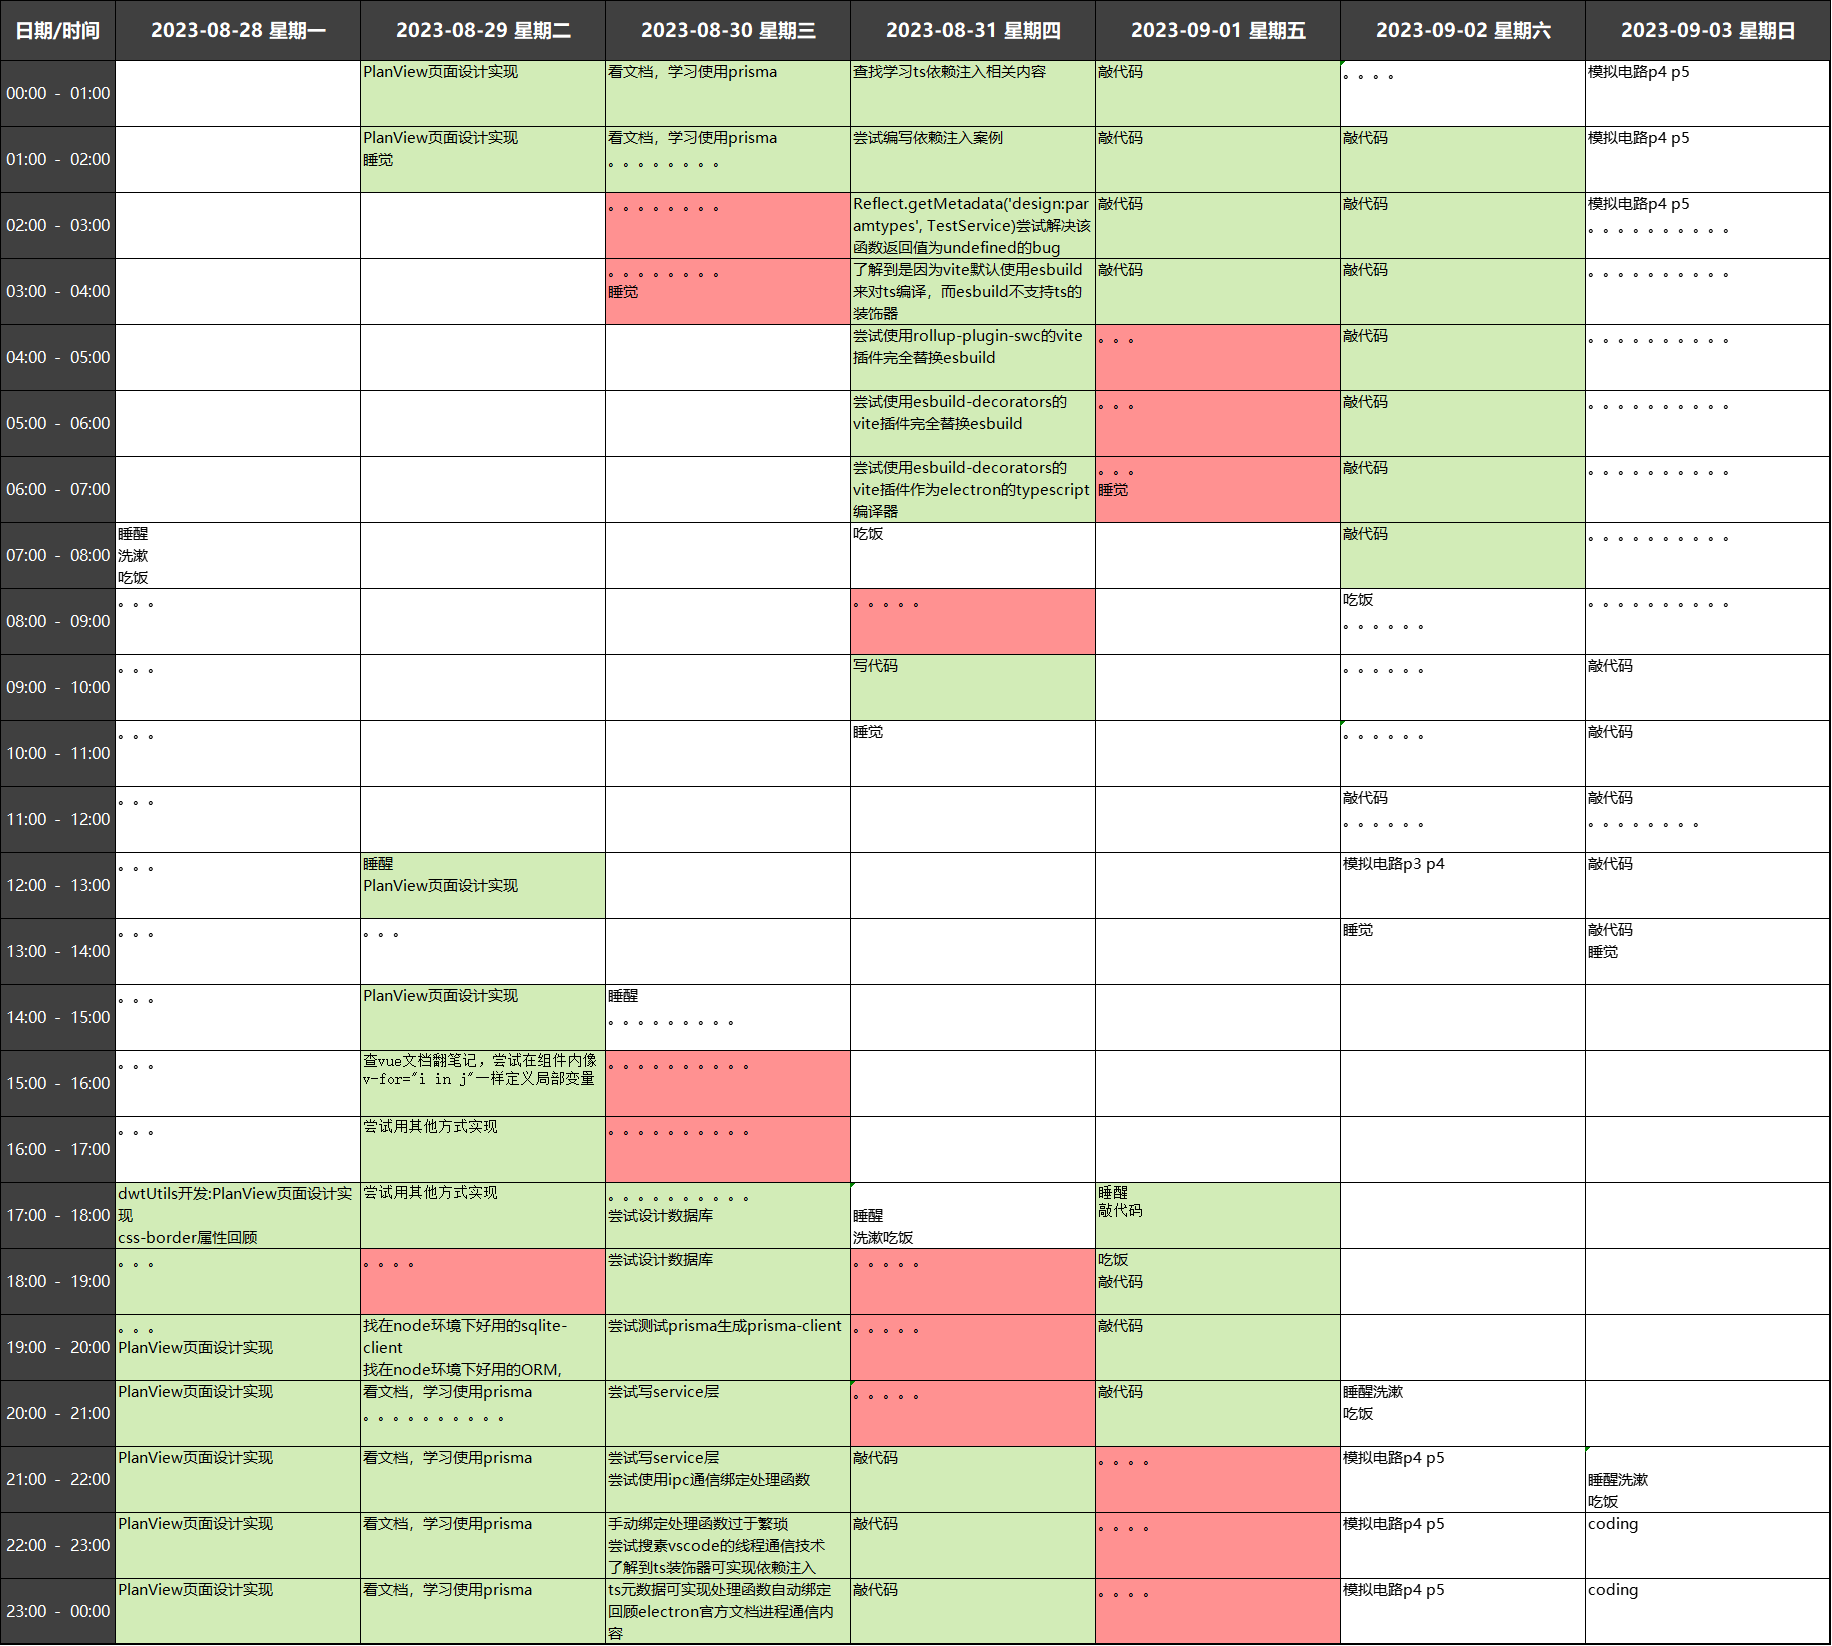 日期/时间 2023-08-28 星期一 2023-08-29 星期二 2023-08-30 星期三 2023-08-31 星期四 2023-09-01 星期五 2023-09-02 星期六 2023-09-03 星期日
00:00 - 01:00
PlanView页面设计实现
看文档，学习使用prisma
查找学习ts依赖注入相关内容
敲代码
。。。。
模拟电路p4 p5
01:00 - 02:00
PlanView页面设计实现
睡觉
看文档，学习使用prisma
。。。。。。。。
尝试编写依赖注入案例
敲代码
敲代码
模拟电路p4 p5
02:00 - 03:00
。。。。。。。。
Reflect.getMetadata('design:pa
ramtypes', TestService)尝试解决该
函数返回值为undefined的bug
敲代码
敲代码
模拟电路p4 p5
。。。。。。。。。。
03:00 - 04:00
。。。。。。。。
睡觉
了解到是因为vite默认使用esbuild
来对ts编译，而esbuild不支持ts的
装饰器
敲代码
敲代码
。。。。。。。。。。
04:00 - 05:00
尝试使用rollup-plugin-swc的vite
插件完全替换esbuild
。。。
敲代码
。。。。。。。。。。
05:00 - 06:00
尝试使用esbuild-decorators的
vite插件完全替换esbuild
。。。
敲代码
。。。。。。。。。。
06:00 - 07:00
尝试使用esbuild-decorators的
vite插件作为electron的typescript
编译器
。。。
睡觉
敲代码
。。。。。。。。。。
07:00 - 08:00
睡醒
洗漱
吃饭
吃饭
敲代码
。。。。。。。。。。
08:00 - 09:00
。。。
。。。。。
吃饭
。。。。。。
。。。。。。。。。。
09:00 - 10:00
。。。
写代码
。。。。。。
敲代码
10:00 - 11:00
。。。
睡觉
。。。。。。
敲代码
11:00 - 12:00
。。。
敲代码
。。。。。。
敲代码
。。。。。。。。
12:00 - 13:00
。。。
睡醒
PlanView页面设计实现
模拟电路p3 p4
敲代码
13:00 - 14:00
。。。
。。。
睡觉
敲代码
睡觉
14:00 - 15:00
。。。
PlanView页面设计实现
睡醒
。。。。。。。。。
15:00 - 16:00
。。。
查vue文档翻笔记，尝试在组件内像
v-for="i in j"一样定义局部变量
。。。。。。。。。。
16:00 - 17:00
。。。
尝试用其他方式实现
。。。。。。。。。。
17:00 - 18:00
dwtUtils开发:PlanView页面设计实
现
css-border属性回顾
尝试用其他方式实现
。。。。。。。。。。
尝试设计数据库
睡醒
洗漱吃饭
睡醒
敲代码
18:00 - 19:00
。。。
。。。。
尝试设计数据库
。。。。。
吃饭
敲代码
19:00 - 20:00
。。。
PlanView页面设计实现
找在node环境下好用的sqlite-
client
找在node环境下好用的ORM,
尝试测试prisma生成prisma-client
。。。。。
敲代码
20:00 - 21:00
PlanView页面设计实现
看文档，学习使用prisma
。。。。。。。。。。
尝试写service层
。。。。。
敲代码
睡醒洗漱
吃饭
21:00 - 22:00
PlanView页面设计实现
看文档，学习使用prisma
尝试写service层
尝试使用ipc通信绑定处理函数
敲代码
。。。。
模拟电路p4 p5
睡醒洗漱
吃饭
22:00 - 23:00
PlanView页面设计实现
看文档，学习使用prisma
手动绑定处理函数过于繁琐
尝试搜素vscode的线程通信技术
了解到ts装饰器可实现依赖注入
敲代码
。。。。
模拟电路p4 p5
coding
23:00 - 00:00
PlanView页面设计实现
看文档，学习使用prisma
ts元数据可实现处理函数自动绑定
回顾electron官方文档进程通信内
容
敲代码
。。。。
模拟电路p4 p5
coding